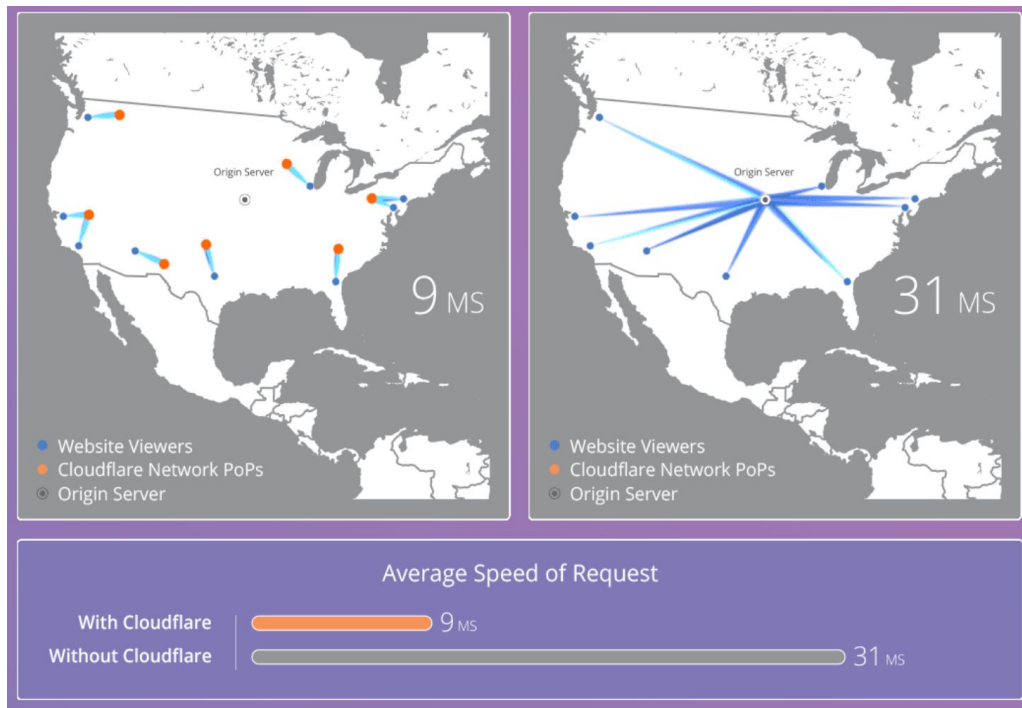 Origin Server
9 MS
Website Viewers
Cloudflare Network PoPs
Origin Server
Origin Server
31 MS
Website Viewers
Cloudflare Network PoPs
Origin Server
Average Speed of Request
With Cloudflare 9 MS
Without Cloudflare 31 MS